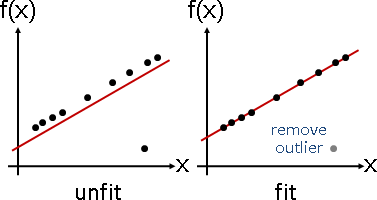 f(x)
x
unfit
f(x)
remove
outlier
x
fit